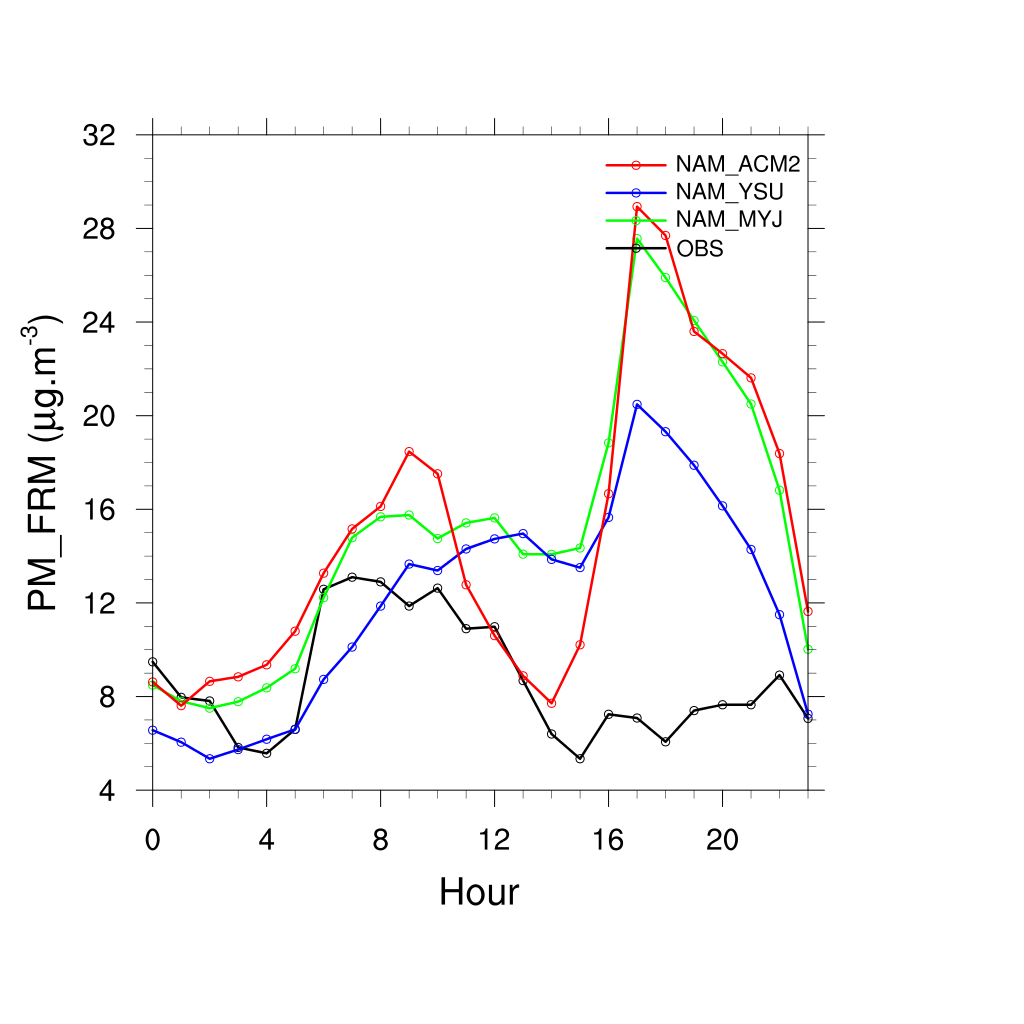 32
28
24
20
16
12
8
4
PM_FRM (µg.m-3)
NAM_ACM2
NAM_YSU
NAM_MYJ
OBS
0 4 8 12 16 20
Hour